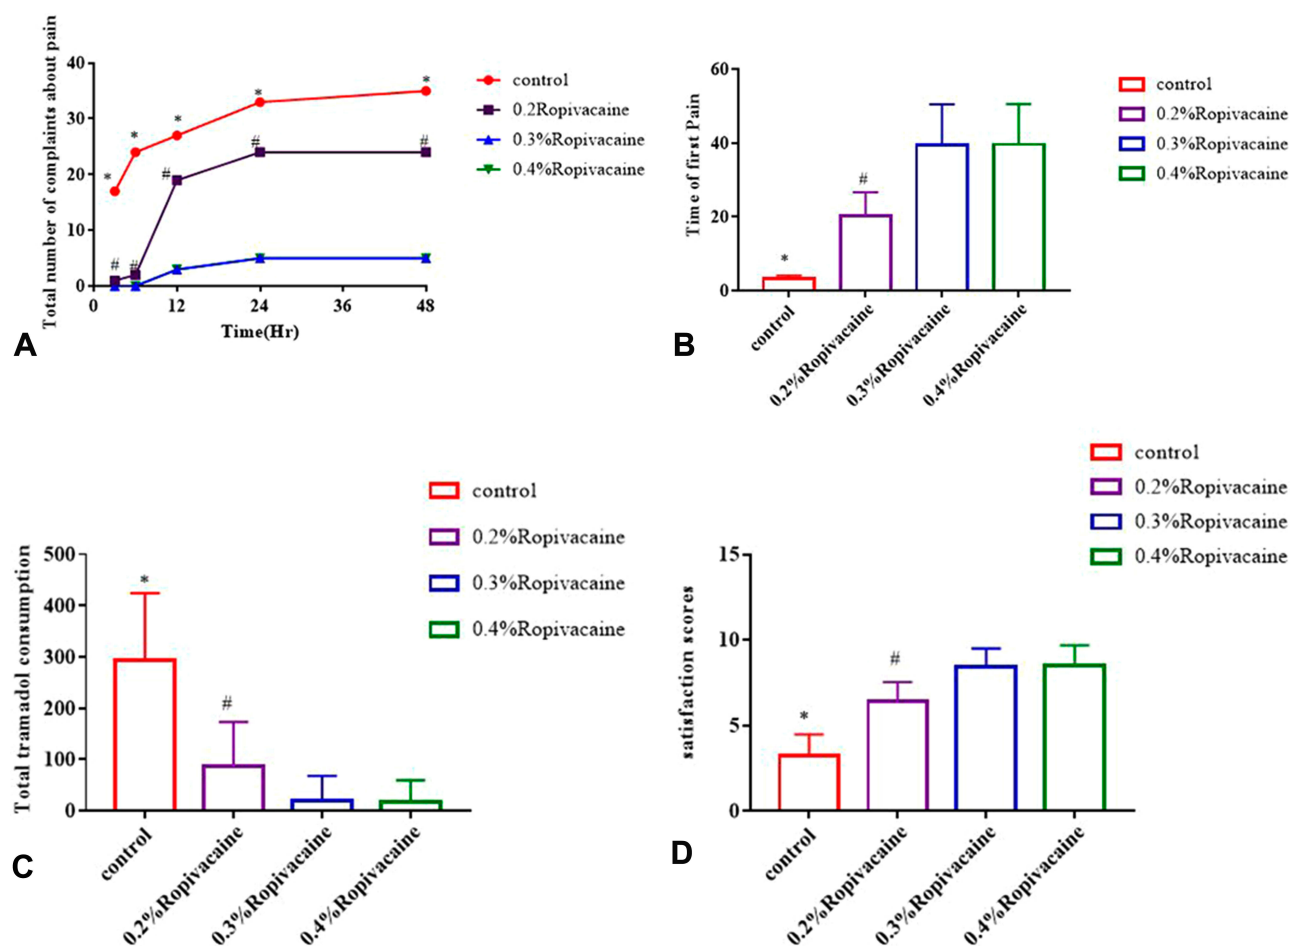 Total number of complaints about pain
40
30
20
10
0
0 12 24 36 48
Time(Hr)
* * * * *
# # # # #
control
0.2Ropivacaine
0.3%Ropivacaine
0.4%Ropivacaine
A
Time of first Pain
60
40
20
0
*
#
control
0.2%Ropivacaine
0.3%Ropivacaine
0.4%Ropivacaine
control
0.2%Ropivacaine
0.3%Ropivacaine
0.4%Ropivacaine
B
Total tramadol consumption
500
400
300
200
100
0
*
#
control
0.2%Ropivacaine
0.3%Ropivacaine
0.4%Ropivacaine
control
0.2%Ropivacaine
0.3%Ropivacaine
0.4%Ropivacaine
C
satisfaction scores
15
10
5
0
*
#
control
0.2%Ropivacaine
0.3%Ropivacaine
0.4%Ropivacaine
control
0.2%Ropivacaine
0.3%Ropivacaine
0.4%Ropivacaine
D